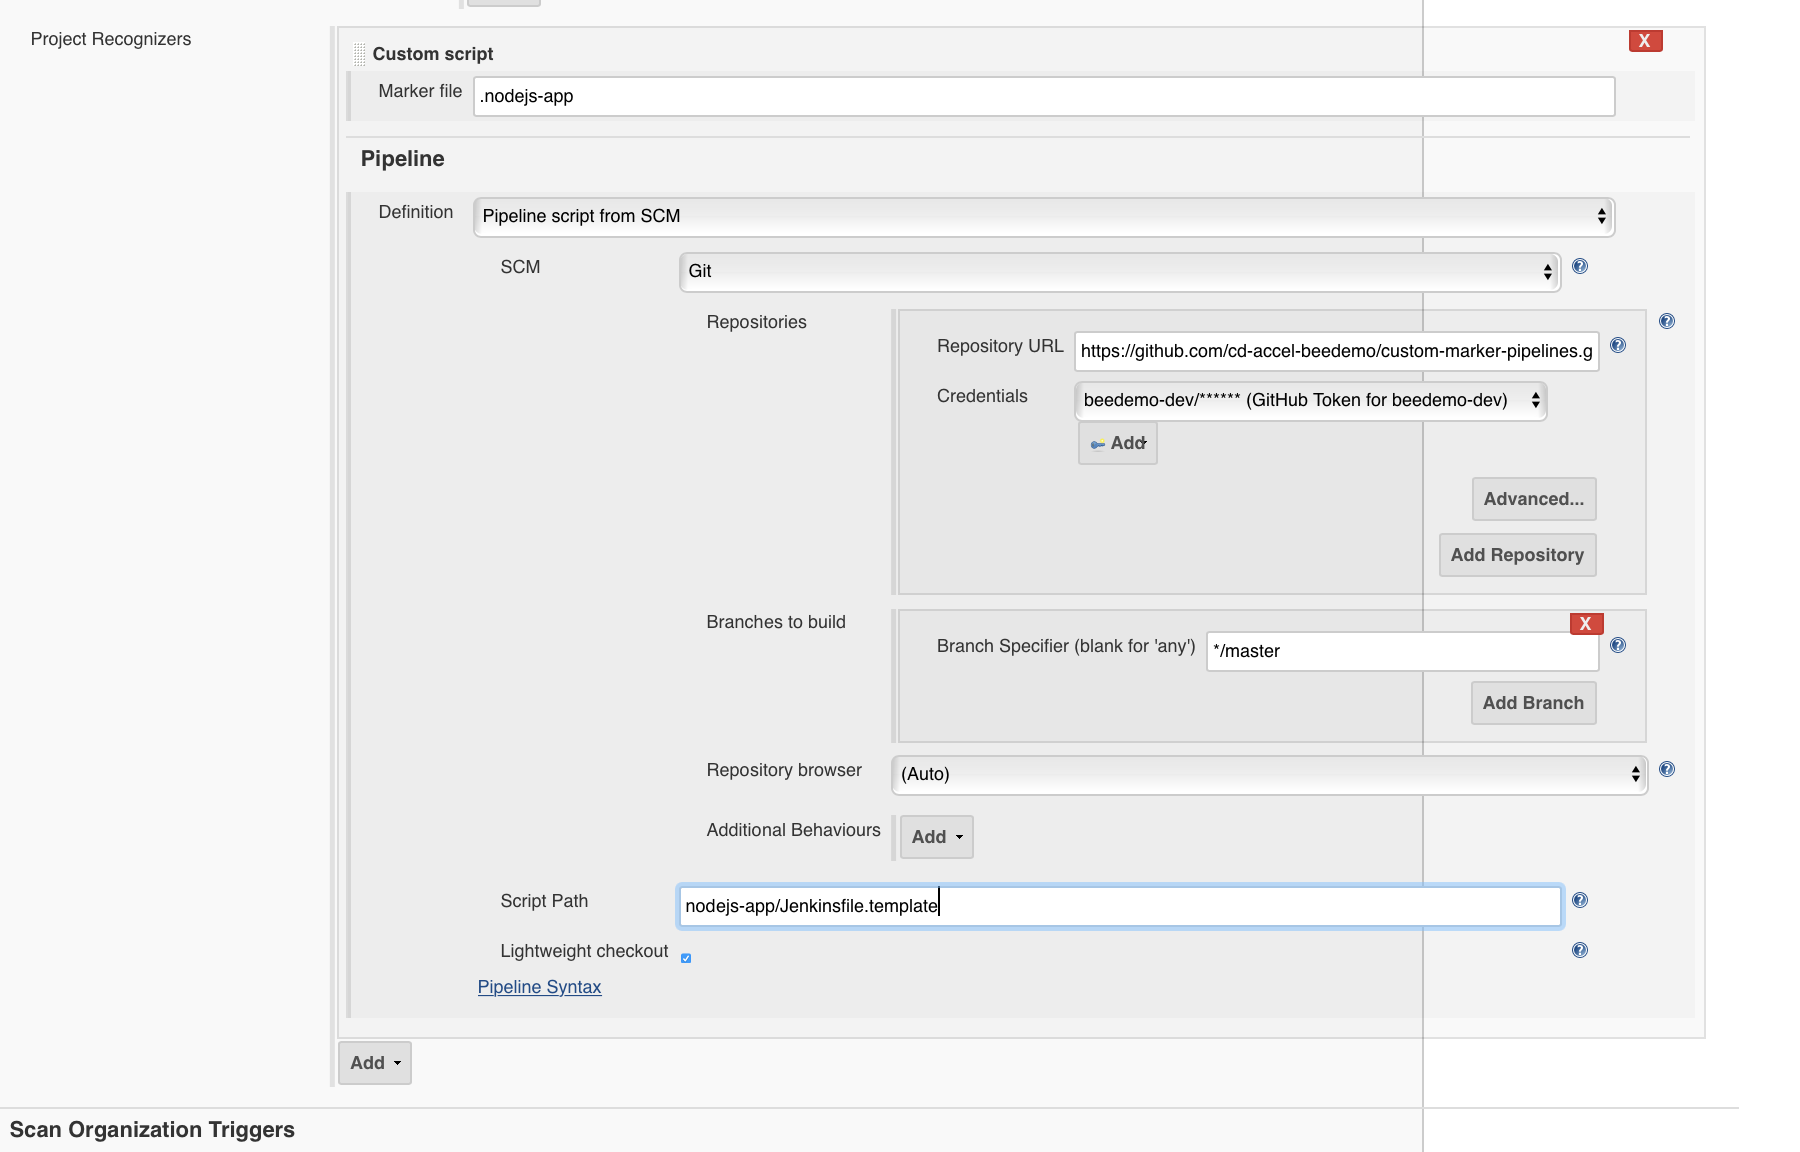 Project Recognizers
Custom script
X
Marker file
.nodejs-app
Pipeline
Definition
Pipeline script from SCM
SCM
Git
Repositories
Repository URL
https://github.com/cd-accel-beedemo/custom-marker-pipelines.g
Credentials
beedemo-dev/****** (GitHub Token for beedemo-dev)
Add
Advanced...
Add Repository
Branches to build
X
Branch Specifier (blank for 'any')
*/master
Add Branch
Repository browser
(Auto)
Additional Behaviours
Add
Script Path
nodejs-app/Jenkinsfile.template
Lightweight checkout
Pipeline Syntax
Add
Scan Organization Triggers